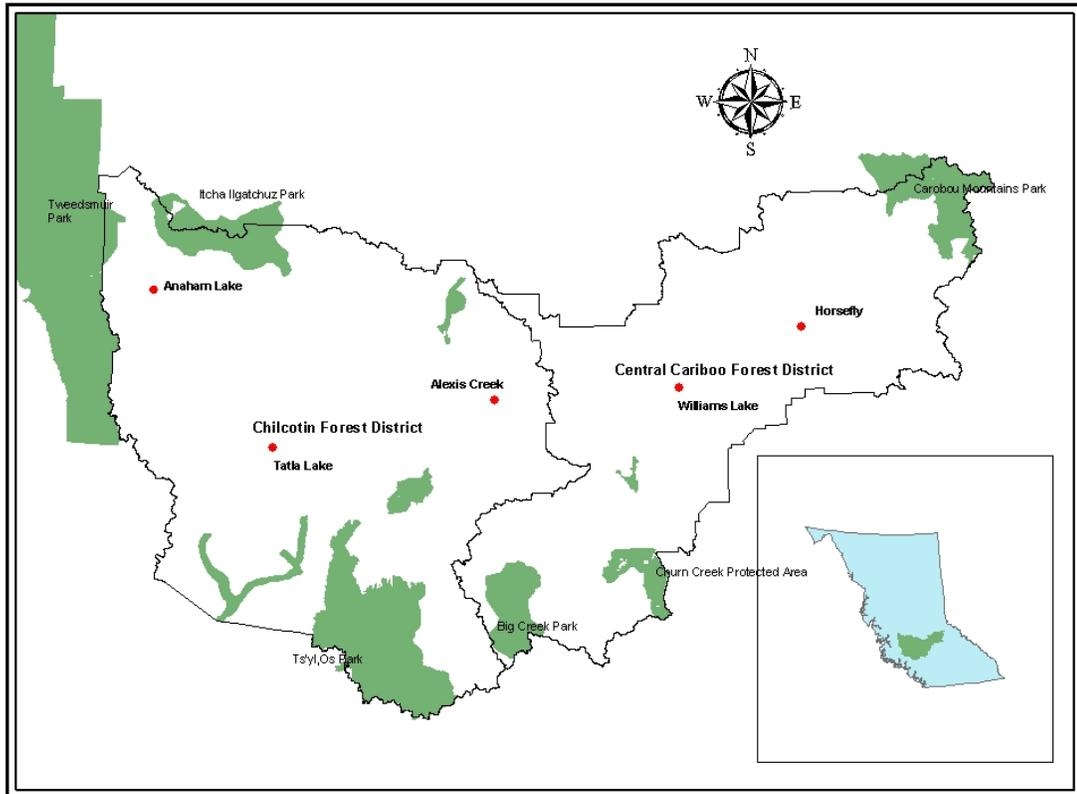 N
W E
S
Itcha Ilgatchuz Park
Tweedsmuir
Park
Carobou Mountains Park
Anaham Lake
Horsefly
Central Cariboo Forest District
Alexis Creek
Williams Lake
Chilcotin Forest District
Tatla Lake
Churn Creek Protected Area
Big Creek Park
Ts'yl,Os Park